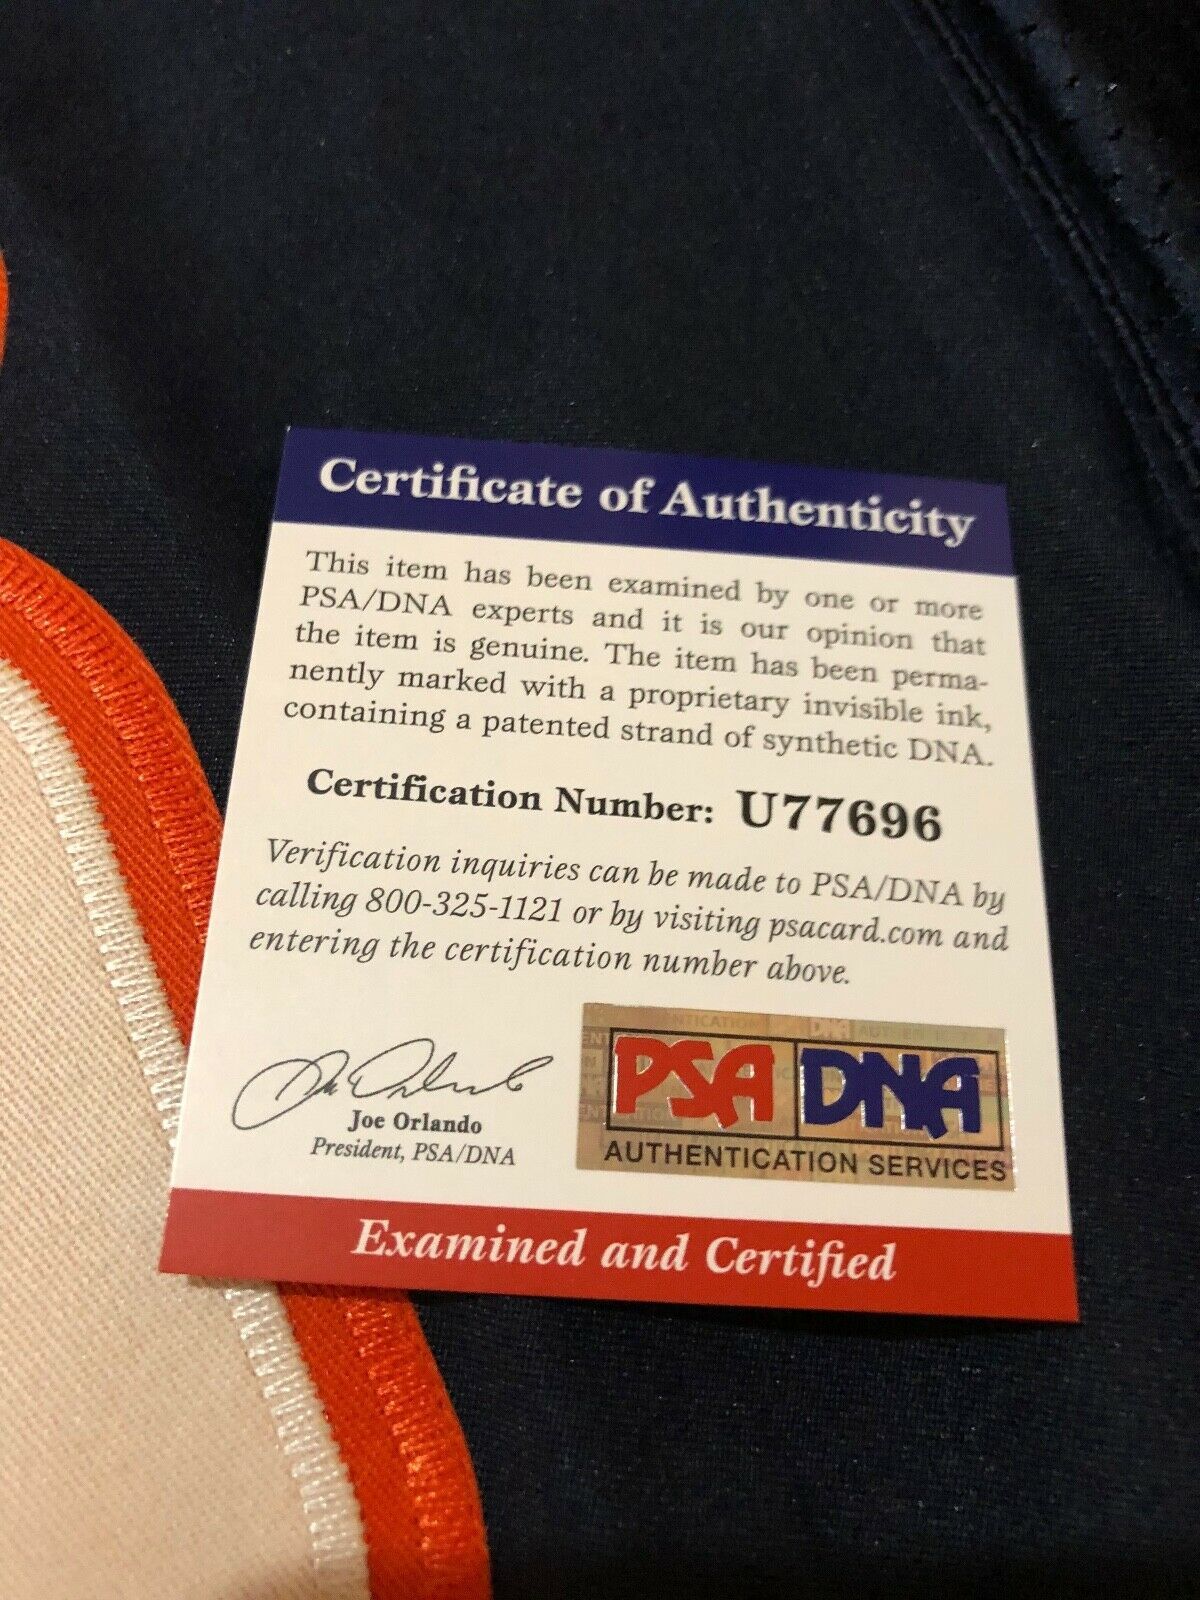 Certificate of Authenticity
This item has been examined by one or more
PSA/DNA experts and it is our opinion that
the item is genuine. The item has been perma-
nently marked with a proprietary invisible ink,
containing a patented strand of synthetic DNA.
Certification Number: U77696
Verification inquiries can be made to PSA/DNA by
calling 800-325-1121 or by visiting psacard.com and
entering the certification number above.
Joe Orlando
Joe Orlando
President, PSA/DNA
PSA DNA
AUTHENTICATION SERVICES
Examined and Certified